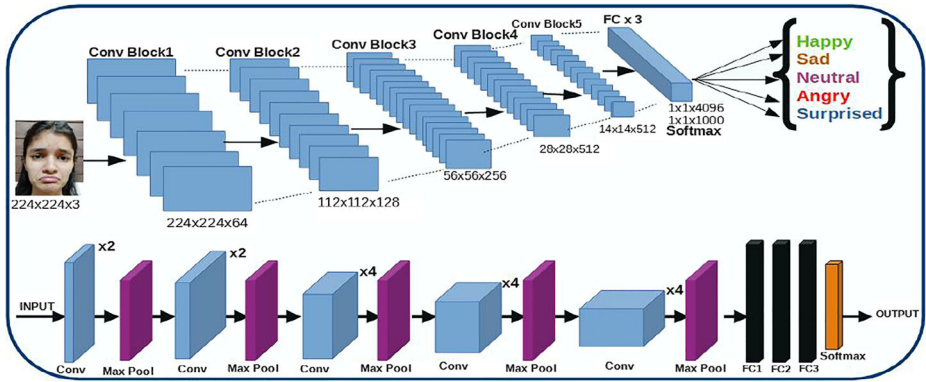 Conv Block1
Conv Block2
Conv Block3
Conv Block4
Conv Block5
FC x 3
Happy
Sad
Neutral
Angry
Surprised
1x1x4096
1x1x1000
Softmax
14x14x512
28x28x512
56x56x256
112x112x128
224x224x64
224x224x3
x2
x2
x4
x4
x4
INPUT
OUTPUT
Conv
Max Pool
Conv
Max Pool
Conv
Max Pool
Conv
Max Pool
Conv
Max Pool
FC1
FC2
FC3
Softmax